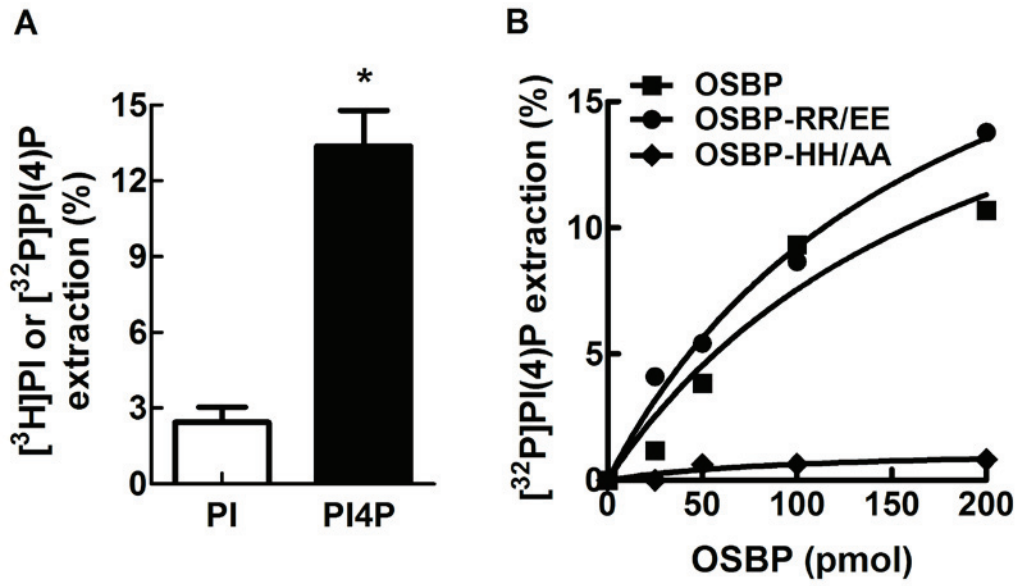 A
[³H]PI or [³²P]PI(4)P
extraction (%)
15
12
9
6
3
0
*
PI
PI4P
B
[³²P]PI(4)P extraction (%)
15
10
5
0
OSBP
OSBP-RR/EE
OSBP-HH/AA
0
50
100
150
200
OSBP (pmol)